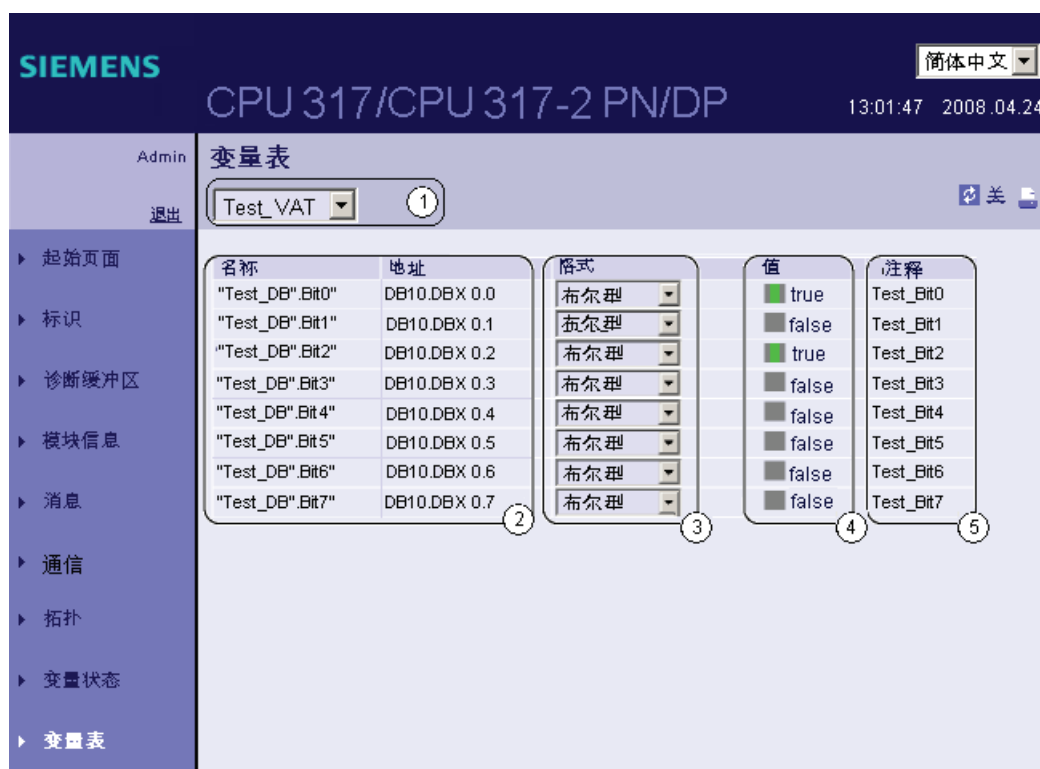 SIEMENS
简体中文
CPU 317/CPU 317-2 PN/DP
13:01:47 2008.04.24
Admin
变量表
退出
Test_VAT
1
关
起始页面
标识
诊断缓冲区
模块信息
消息
通信
拓扑
变量状态
变量表
名称 地址 格式 值 注释
"Test_DB".Bit0" DB10.DBX 0.0 布尔型 true Test_Bit0
"Test_DB".Bit1" DB10.DBX 0.1 布尔型 false Test_Bit1
"Test_DB".Bit2" DB10.DBX 0.2 布尔型 true Test_Bit2
"Test_DB".Bit3" DB10.DBX 0.3 布尔型 false Test_Bit3
"Test_DB".Bit4" DB10.DBX 0.4 布尔型 false Test_Bit4
"Test_DB".Bit5" DB10.DBX 0.5 布尔型 false Test_Bit5
"Test_DB".Bit6" DB10.DBX 0.6 布尔型 false Test_Bit6
"Test_DB".Bit7" DB10.DBX 0.7 布尔型 false Test_Bit7
2 3 4 5